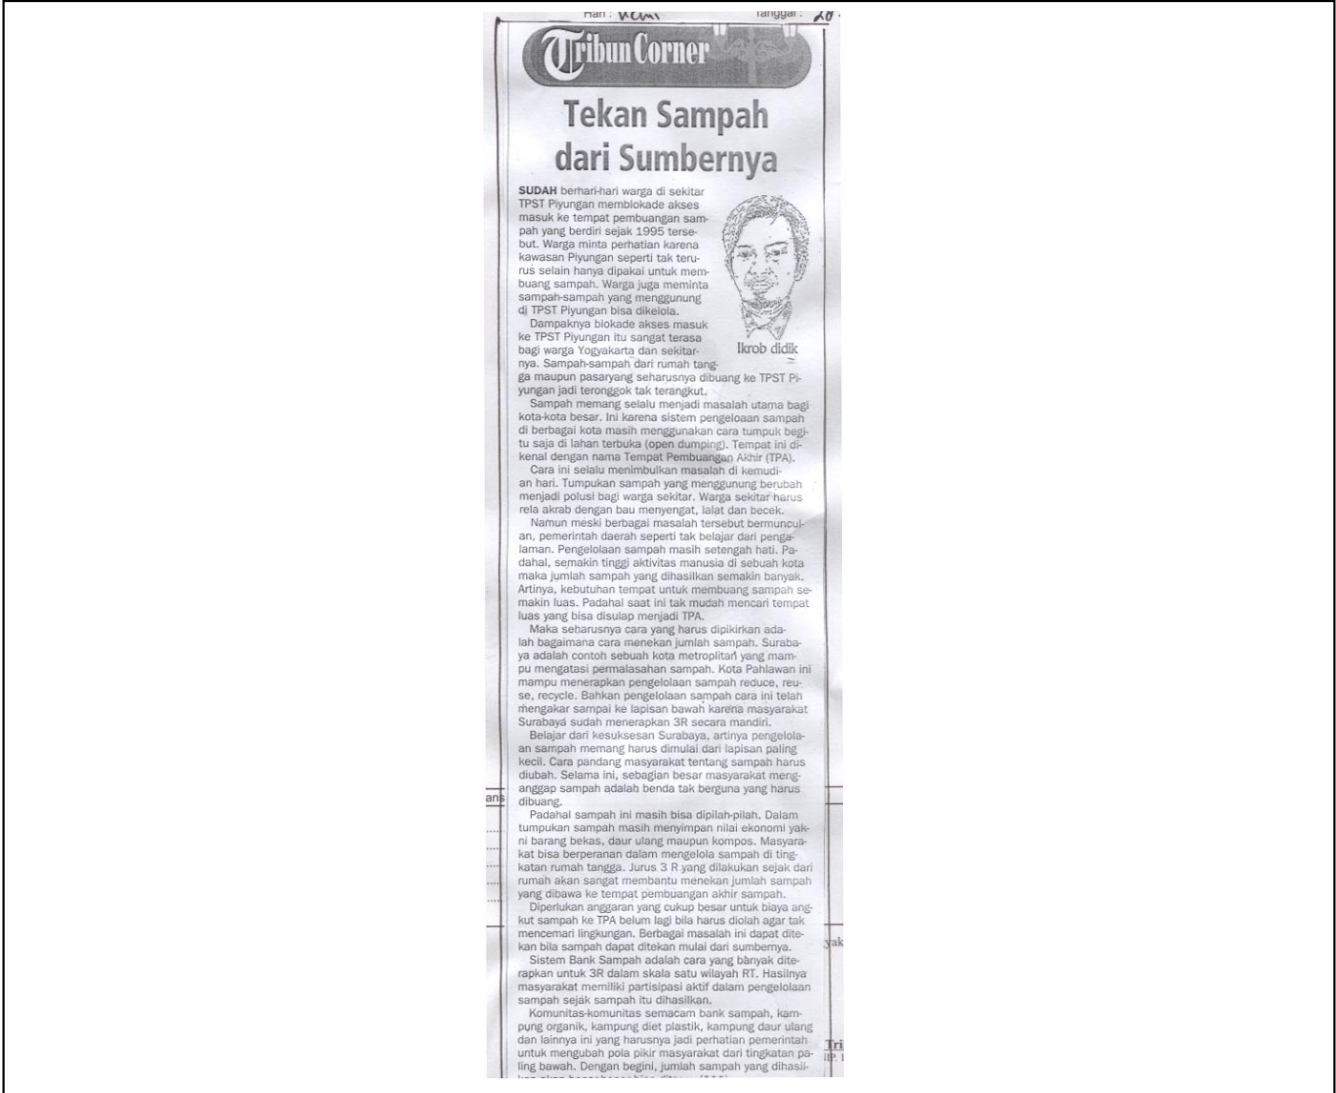 Hari :
Tanggal :
Tribun Corner
Tekan Sampah
dari Sumbernya
SUDAH berhari-hari warga di sekitar
TPST Piyungan memblokade akses
masuk ke tempat pembuangan sam-
pah yang berdiri sejak 1995 terse-
but. Warga minta perhatian karena
kawasan Piyungan seperti tak teru-
rus selain hanya dipakai untuk mem-
buang sampah. Warga juga meminta
sampah-sampah yang menggunung
di TPST Piyungan bisa dikelola.
Dampaknya blokade akses masuk
ke TPST Piyungan itu sangat terasa
bagi warga Yogyakarta dan sekitar-
nya. Sampah-sampah dari rumah tang-
ga maupun pasaryang seharusnya dibuang ke TPST Pi-
yungan jadi teronggok tak terangkut.
Ikrob didik
Sampah memang selalu menjadi masalah utama bagi
kota-kota besar. Ini karena sistem pengeloaan sampah
di berbagai kota masih menggunakan cara tumpuk begi-
tu saja di lahan terbuka (open dumping). Tempat ini di-
kenal dengan nama Tempat Pembuangan Akhir (TPA).
Cara ini selalu menimbulkan masalah di kemudi-
an hari. Tumpukan sampah yang menggunung berubah
menjadi polusi bagi warga sekitar. Warga sekitar harus
rela akrab dengan bau menyengat, lalat dan becek.
Namun meski berbagai masalah tersebut bermuncul-
an, pemerintah daerah seperti tak belajar dari penga-
laman. Pengelolaan sampah masih setengah hati. Pa-
dahal, semakin tinggi aktivitas manusia di sebuah kota
maka jumlah sampah yang dihasilkan semakin banyak.
Artinya, kebutuhan tempat untuk membuang sampah se-
makin luas. Padahal saat ini tak mudah mencari tempat
luas yang bisa disulap menjadi TPA.
Maka seharusnya cara yang harus dipikirkan ada-
lah bagaimana cara menekan jumlah sampah. Suraba-
ya adalah contoh sebuah kota metroplitan yang mam-
pu mengatasi permalasahan sampah. Kota Pahlawan ini
mampu menerapkan pengelolaan sampah reduce, reu-
se, recycle. Bahkan pengelolaan sampah cara ini telah
mengakar sampai ke lapisan bawah karena masyarakat
Surabaya sudah menerapkan 3R secara mandiri.
Belajar dari kesuksesan Surabaya, artinya pengelola-
an sampah memang harus dimulai dari lapisan paling
kecil. Cara pandang masyarakat tentang sampah harus
diubah. Selama ini, sebagian besar masyarakat meng-
anggap sampah adalah benda tak berguna yang harus
dibuang.
Padahal sampah ini masih bisa dipilah-pilah. Dalam
tumpukan sampah masih menyimpan nilai ekonomi yak-
ni barang bekas, daur ulang maupun kompos. Masyara-
kat bisa berperanan dalam mengelola sampah di ting-
katan rumah tangga. Jurus 3 R yang dilakukan sejak dari
rumah akan sangat membantu menekan jumlah sampah
yang dibawa ke tempat pembuangan akhir sampah.
Diperlukan anggaran yang cukup besar untuk biaya ang-
kut sampah ke TPA belum lagi bila harus diolah agar tak
mencemari lingkungan. Berbagai masalah ini dapat dite-
kan bila sampah dapat ditekan mulai dari sumbernya.
Sistem Bank Sampah adalah cara yang banyak dite-
rapkan untuk 3R dalam skala satu wilayah RT. Hasilnya
masyarakat memiliki partisipasi aktif dalam pengelolaan
sampah sejak sampah itu dihasilkan.
Komunitas-komunitas semacam bank sampah, kam-
pung organik, kampung diet plastik, kampung daur ulang
dan lainnya ini yang harusnya jadi perhatian pemerintah
untuk mengubah pola pikir masyarakat dari tingkatan pa-
ling bawah. Dengan begini, jumlah sampah yang dihasil-
ans
yak
Tri